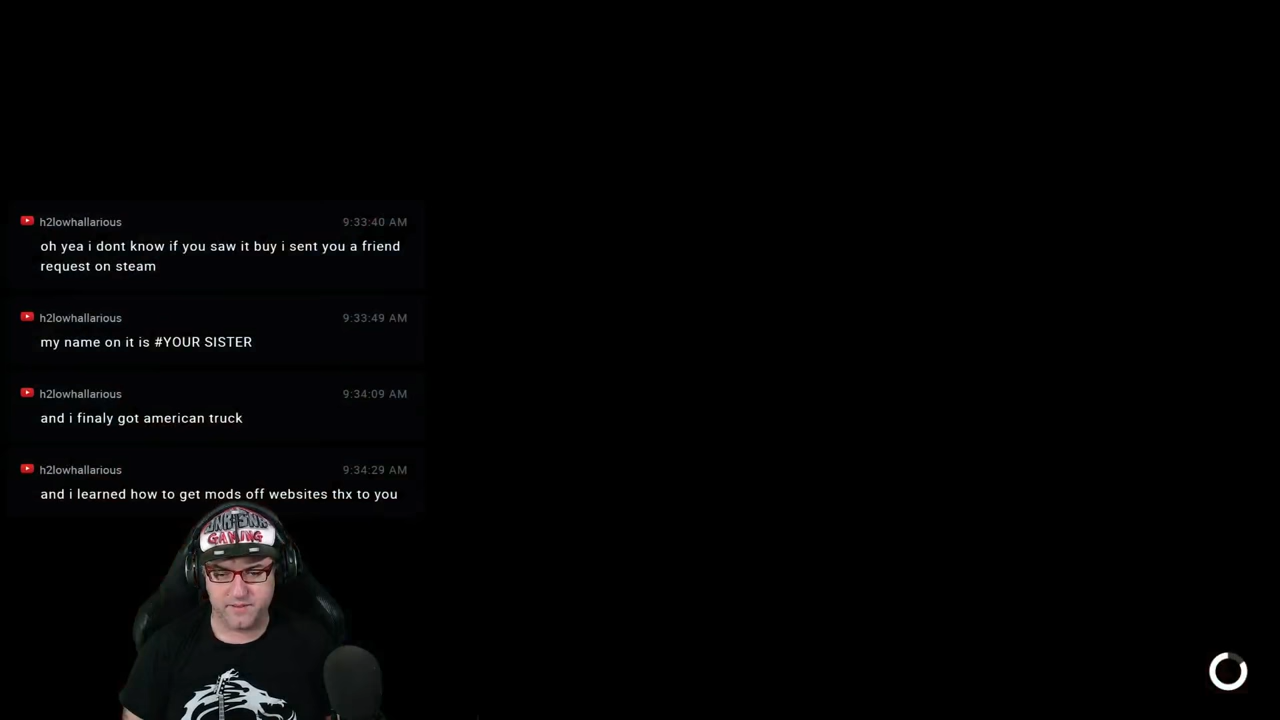 h2lowhallarious 9:33:40 AM
oh yea i dont know if you saw it buy i sent you a friend
request on steam
h2lowhallarious 9:33:49 AM
my name on it is #YOUR SISTER
h2lowhallarious 9:34:09 AM
and i finaly got american truck
h2lowhallarious 9:34:29 AM
and i learned how to get mods off websites thx to you
GAMING